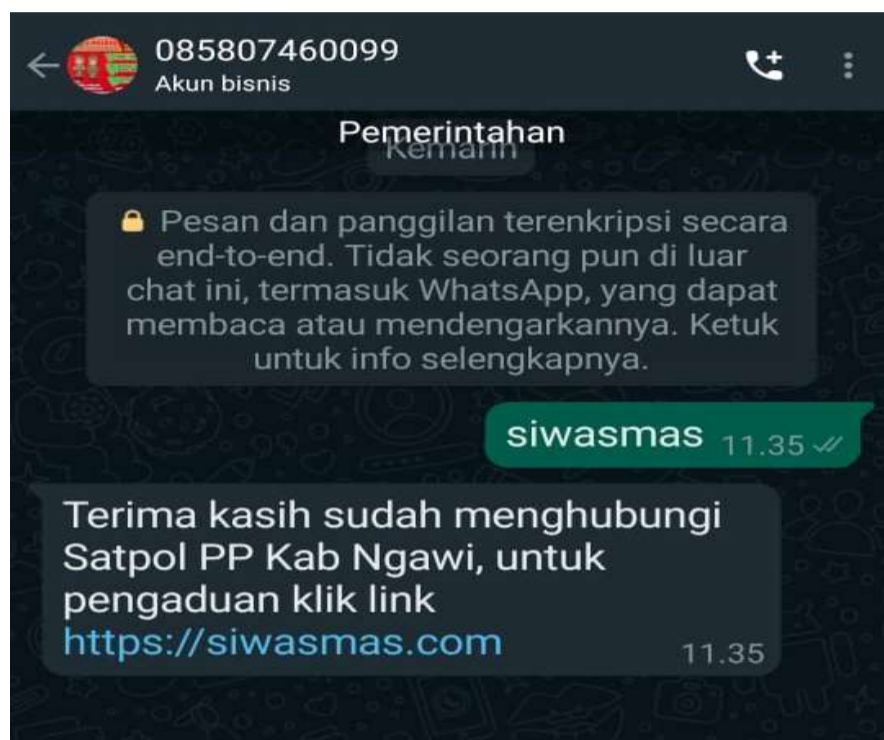 085807460099
Akun bisnis
Pemerintahan
Kemarin
Pesan dan panggilan terenkripsi secara
end-to-end. Tidak seorang pun di luar
chat ini, termasuk WhatsApp, yang dapat
membaca atau mendengarkannya. Ketuk
untuk info selengkapnya.
siwasmas 11.35
Terima kasih sudah menghubungi
Satpol PP Kab Ngawi, untuk
pengaduan klik link
https://siwasmas.com 11.35